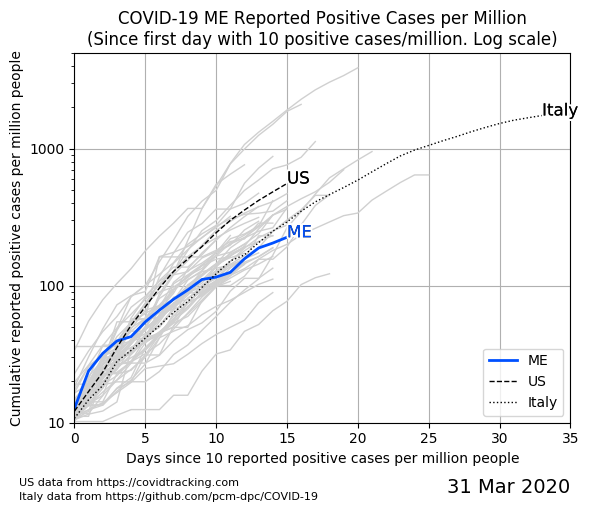 COVID-19 ME Reported Positive Cases per Million
(Since first day with 10 positive cases/million. Log scale)
Cumulative reported positive cases per million people
1000
100
10
Italy
US
ME
ME
US
Italy
0 5 10 15 20 25 30 35
Days since 10 reported positive cases per million people
US data from https://covidtracking.com
Italy data from https://github.com/pcm-dpc/COVID-19
31 Mar 2020